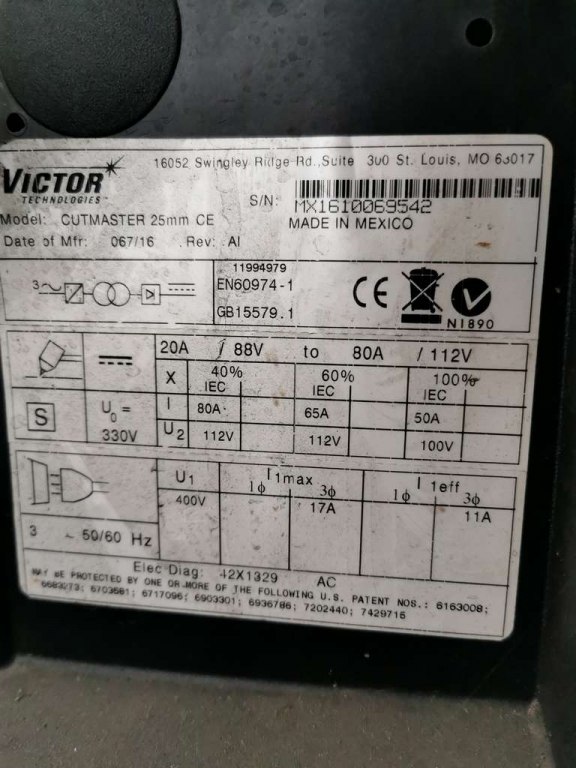 16052 Swingley Ridge Rd.,Suite 300 St. Louis, MO 63017
VICTOR
TECHNOLOGIES
S/N: MX1610069542
MADE IN MEXICO
Model: CUTMASTER 25mm CE
Date of Mfr: 067/16 Rev: AI
11994979
3~
EN60974-1
GB15579.1
CE
N1890
20A / 88V to 80A / 112V
X 40% IEC 60% IEC 100% IEC
S
U0 = 330V
I 80A 65A 50A
U2 112V 112V 100V
U1 I1max I1eff
1ϕ 3ϕ 1ϕ 3ϕ
400V 17A 11A
3 ~ 50/60 Hz
Elec Diag: 42X1329 AC
MAY BE PROTECTED BY ONE OR MORE OF THE FOLLOWING U.S. PATENT NOS.: 6163008;
6683273; 6703581; 6717096; 6903301; 6936786; 7202440; 7429716